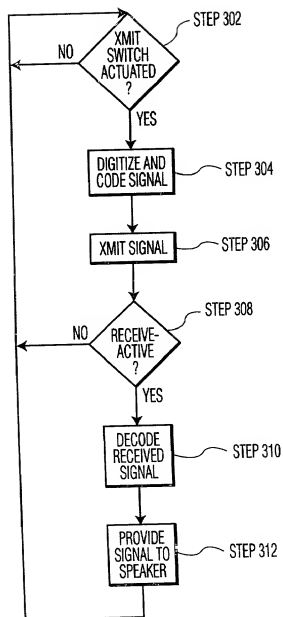 STEP 302
XMIT
SWITCH
ACTUATED
?
NO
YES
DIGITIZE AND
CODE SIGNAL
STEP 304
XMIT SIGNAL
STEP 306
STEP 308
NO
RECEIVE-
ACTIVE
?
YES
DECODE
RECEIVED
SIGNAL
STEP 310
PROVIDE
SIGNAL TO
SPEAKER
STEP 312